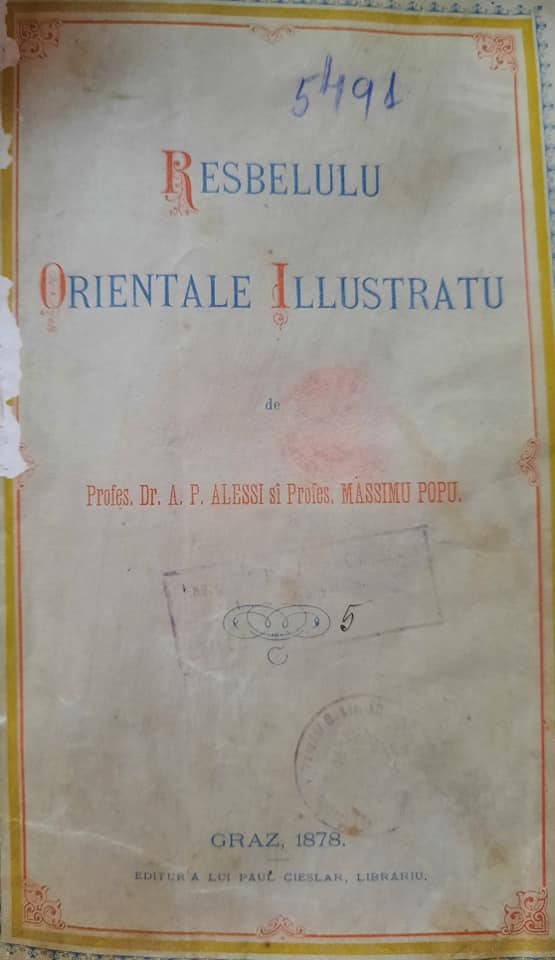 5491
RESBELULU
ORIENTALE ILLUSTRATU
de
Profes. Dr. A. P. ALESSI si Profes. MASSIMU POPU.
5
GRAZ, 1878.
EDITUR'A LUI PAUL CIESLAR, LIBRARIU.